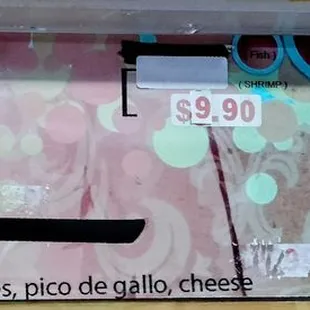 Fish )
( SHRIMP )
$9.90
s, pico de gallo, cheese